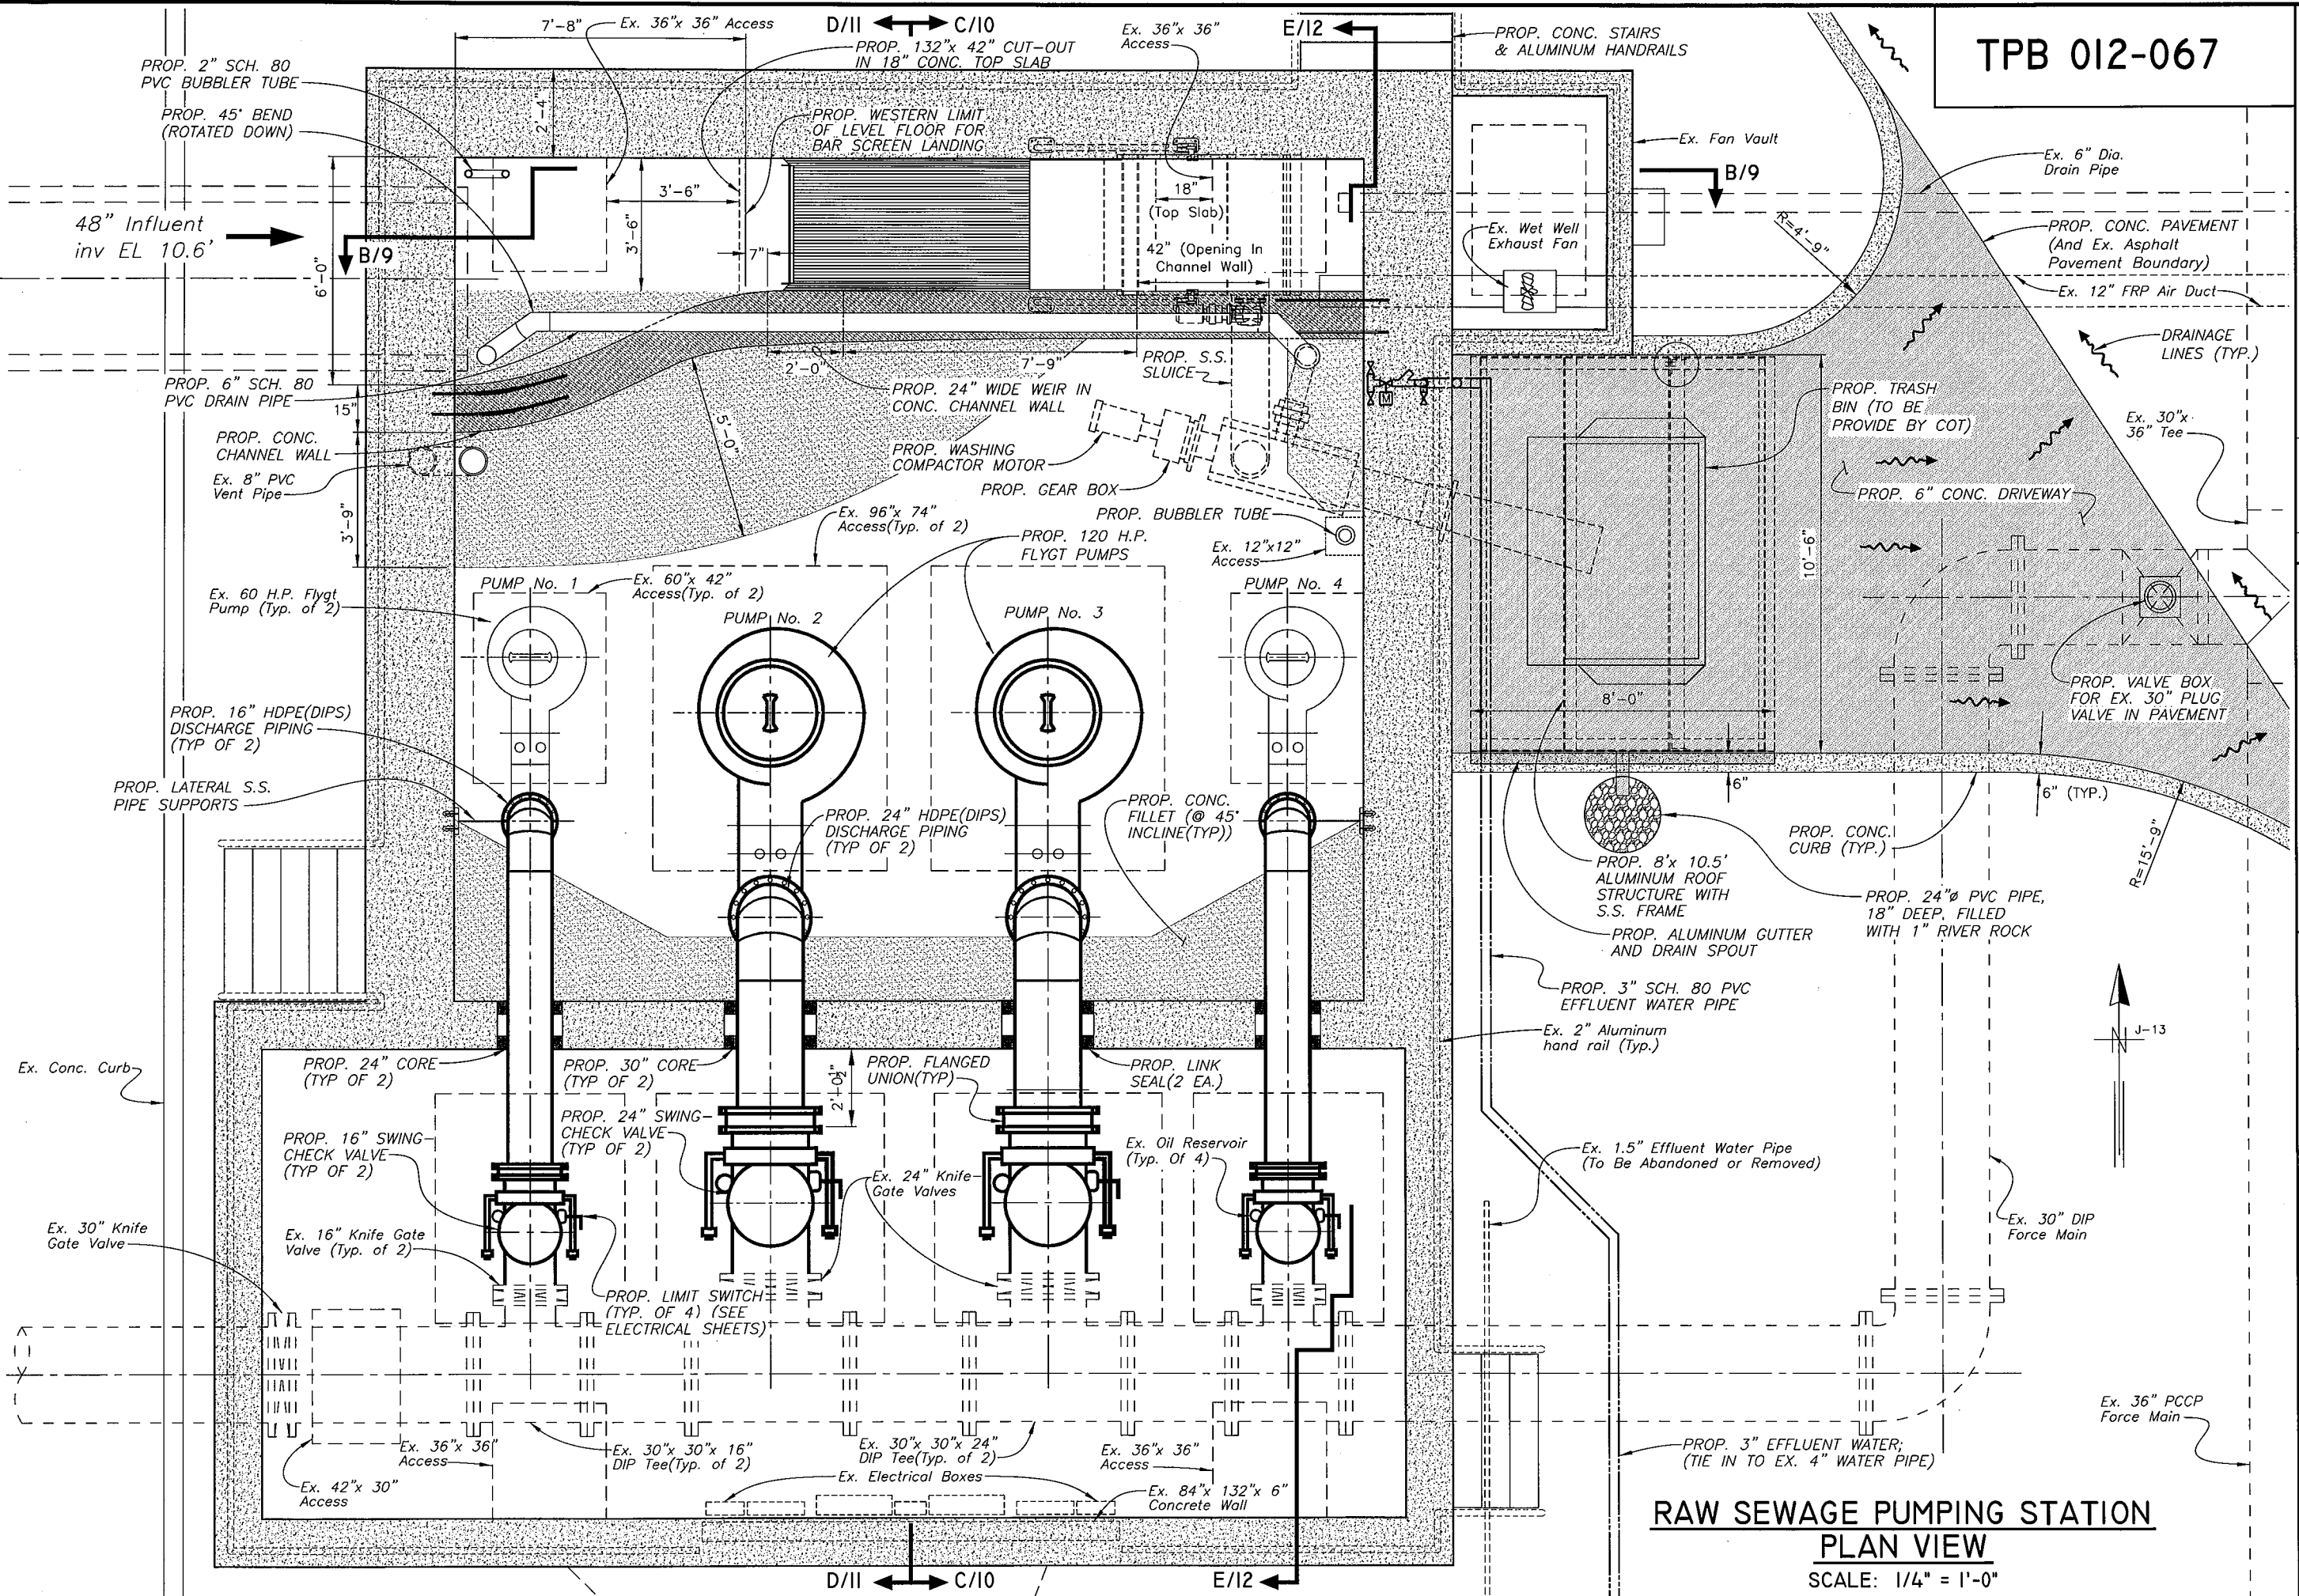 TPB 012-067
7'-8"
Ex. 36"x 36" Access
D/11
C/10
PROP. 132"x 42" CUT-OUT
IN 18" CONC. TOP SLAB
Ex. 36"x 36"
Access
E/12
PROP. CONC. STAIRS
& ALUMINUM HANDRAILS
PROP. 2" SCH. 80
PVC BUBBLER TUBE
PROP. 45° BEND
(ROTATED DOWN)
2'-4"
PROP. WESTERN LIMIT
OF LEVEL FLOOR FOR
BAR SCREEN LANDING
Ex. Fan Vault
B/9
Ex. 6" Dia.
Drain Pipe
48" Influent
inv EL 10.6'
B/9
6'-0"
3'-6"
3'-6"
7"
18"
(Top Slab)
42" (Opening In
Channel Wall)
Ex. Wet Well
Exhaust Fan
R=4'-9"
PROP. CONC. PAVEMENT
(And Ex. Asphalt
Pavement Boundary)
Ex. 12" FRP Air Duct
DRAINAGE
LINES (TYP.)
PROP. 6" SCH. 80
PVC DRAIN PIPE
15"
2'-0"
7'-9"
PROP. S.S.
SLUICE
PROP. 24" WIDE WEIR IN
CONC. CHANNEL WALL
M
PROP. TRASH
BIN (TO BE
PROVIDE BY COT)
Ex. 30"x
36" Tee
PROP. CONC.
CHANNEL WALL
Ex. 8" PVC
Vent Pipe
5'-0"
PROP. WASHING
COMPACTOR MOTOR
PROP. GEAR BOX
PROP. 6" CONC. DRIVEWAY
3'-9"
Ex. 96"x 74"
Access(Typ. of 2)
PROP. BUBBLER TUBE
PROP. 120 H.P.
FLYGT PUMPS
Ex. 12"x12"
Access
10'-6"
Ex. 60 H.P. Flygt
Pump (Typ. of 2)
PUMP No. 1
Ex. 60"x 42"
Access(Typ. of 2)
PUMP No. 2
PUMP No. 3
PUMP No. 4
8'-0"
PROP. VALVE BOX
FOR EX. 30" PLUG
VALVE IN PAVEMENT
PROP. 16" HDPE(DIPS)
DISCHARGE PIPING
(TYP OF 2)
PROP. LATERAL S.S.
PIPE SUPPORTS
PROP. 24" HDPE(DIPS)
DISCHARGE PIPING
(TYP OF 2)
PROP. CONC.
FILLET (@ 45°
INCLINE(TYP))
6"
6" (TYP.)
PROP. CONC.
CURB (TYP.)
R=15'-9"
PROP. 8'x 10.5'
ALUMINUM ROOF
STRUCTURE WITH
S.S. FRAME
PROP. 24"ø PVC PIPE,
18" DEEP, FILLED
WITH 1" RIVER ROCK
PROP. ALUMINUM GUTTER
AND DRAIN SPOUT
PROP. 3" SCH. 80 PVC
EFFLUENT WATER PIPE
Ex. 2" Aluminum
hand rail (Typ.)
N
J-13
Ex. Conc. Curb
PROP. 24" CORE
(TYP OF 2)
PROP. 30" CORE
(TYP OF 2)
2'-0½"
PROP. FLANGED
UNION(TYP)
PROP. LINK
SEAL(2 EA.)
PROP. 16" SWING
CHECK VALVE
(TYP OF 2)
PROP. 24" SWING
CHECK VALVE
(TYP OF 2)
Ex. 24" Knife
Gate Valves
Ex. Oil Reservoir
(Typ. Of 4)
Ex. 1.5" Effluent Water Pipe
(To Be Abandoned or Removed)
Ex. 30" Knife
Gate Valve
Ex. 16" Knife Gate
Valve (Typ. of 2)
Ex. 30" DIP
Force Main
PROP. LIMIT SWITCH
(TYP. OF 4) (SEE
ELECTRICAL SHEETS)
Ex. 36" PCCP
Force Main
Ex. 36"x 36"
Access
Ex. 30"x 30"x 16"
DIP Tee(Typ. of 2)
Ex. 30"x 30"x 24"
DIP Tee(Typ. of 2)
Ex. 36"x 36"
Access
PROP. 3" EFFLUENT WATER;
(TIE IN TO EX. 4" WATER PIPE)
Ex. 42"x 30"
Access
Ex. Electrical Boxes
Ex. 84"x 132"x 6"
Concrete Wall
RAW SEWAGE PUMPING STATION
PLAN VIEW
SCALE: 1/4" = 1'-0"
D/11
C/10
E/12